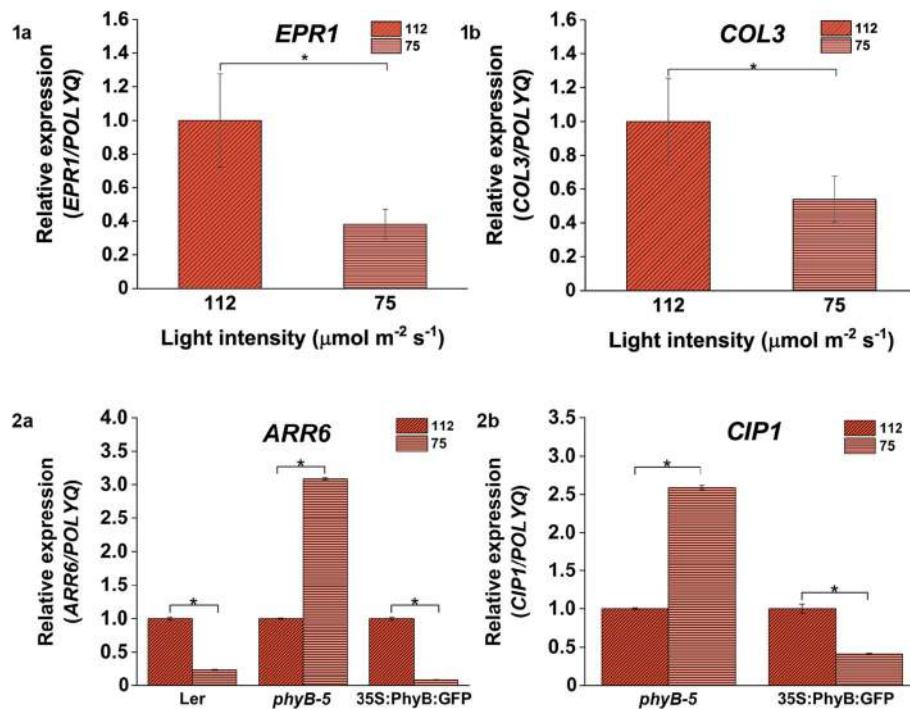 1a
EPR1
112
75
*
1.6
1.4
1.2
1.0
0.8
0.6
0.4
0.2
0
Relative expression
(EPR1/POLYQ)
112
75
Light intensity (μmol m⁻² s⁻¹)
1b
COL3
112
75
*
1.6
1.4
1.2
1.0
0.8
0.6
0.4
0.2
0
Relative expression
(COL3/POLYQ)
112
75
Light intensity (μmol m⁻² s⁻¹)
2a
ARR6
112
75
*
*
*
4.0
3.5
3.0
2.5
2.0
1.5
1.0
0.5
0
Relative expression
(ARR6/POLYQ)
Ler
phyB-5
35S:PhyB:GFP
2b
CIP1
112
75
*
*
3.5
3.0
2.5
2.0
1.5
1.0
0.5
0
Relative expression
(CIP1/POLYQ)
phyB-5
35S:PhyB:GFP